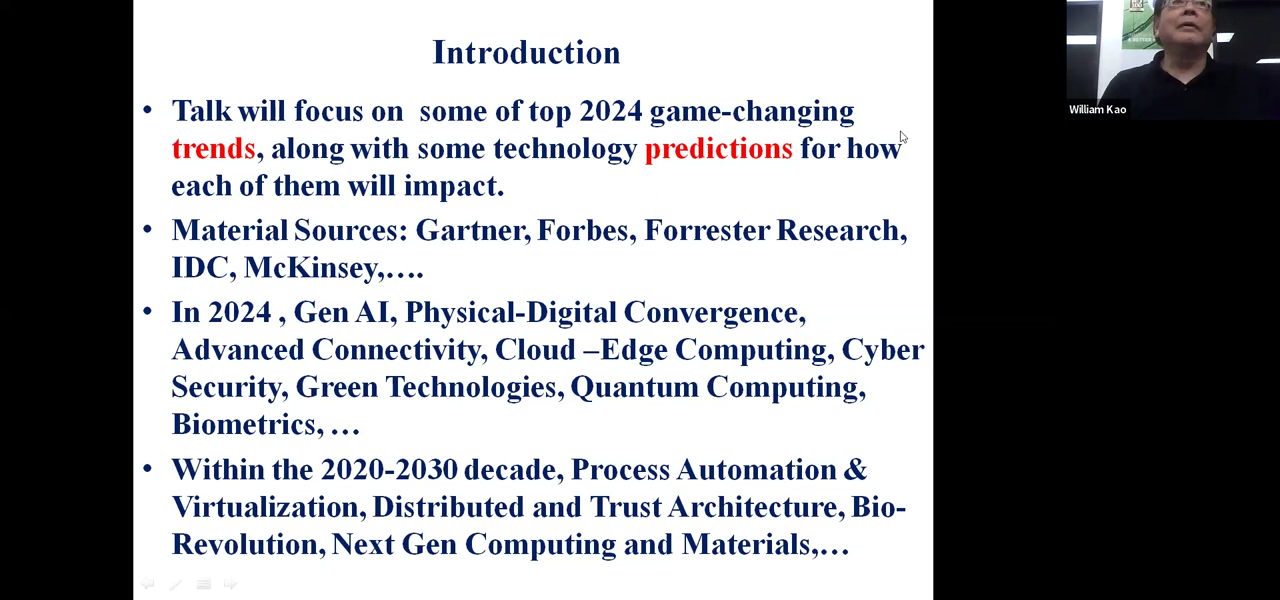 Introduction
• Talk will focus on some of top 2024 game-changing
trends, along with some technology predictions for how
each of them will impact.
• Material Sources: Gartner, Forbes, Forrester Research,
IDC, McKinsey,….
• In 2024 , Gen AI, Physical-Digital Convergence,
Advanced Connectivity, Cloud –Edge Computing, Cyber
Security, Green Technologies, Quantum Computing,
Biometrics, …
• Within the 2020-2030 decade, Process Automation &
Virtualization, Distributed and Trust Architecture, Bio-
Revolution, Next Gen Computing and Materials,…
William Kao